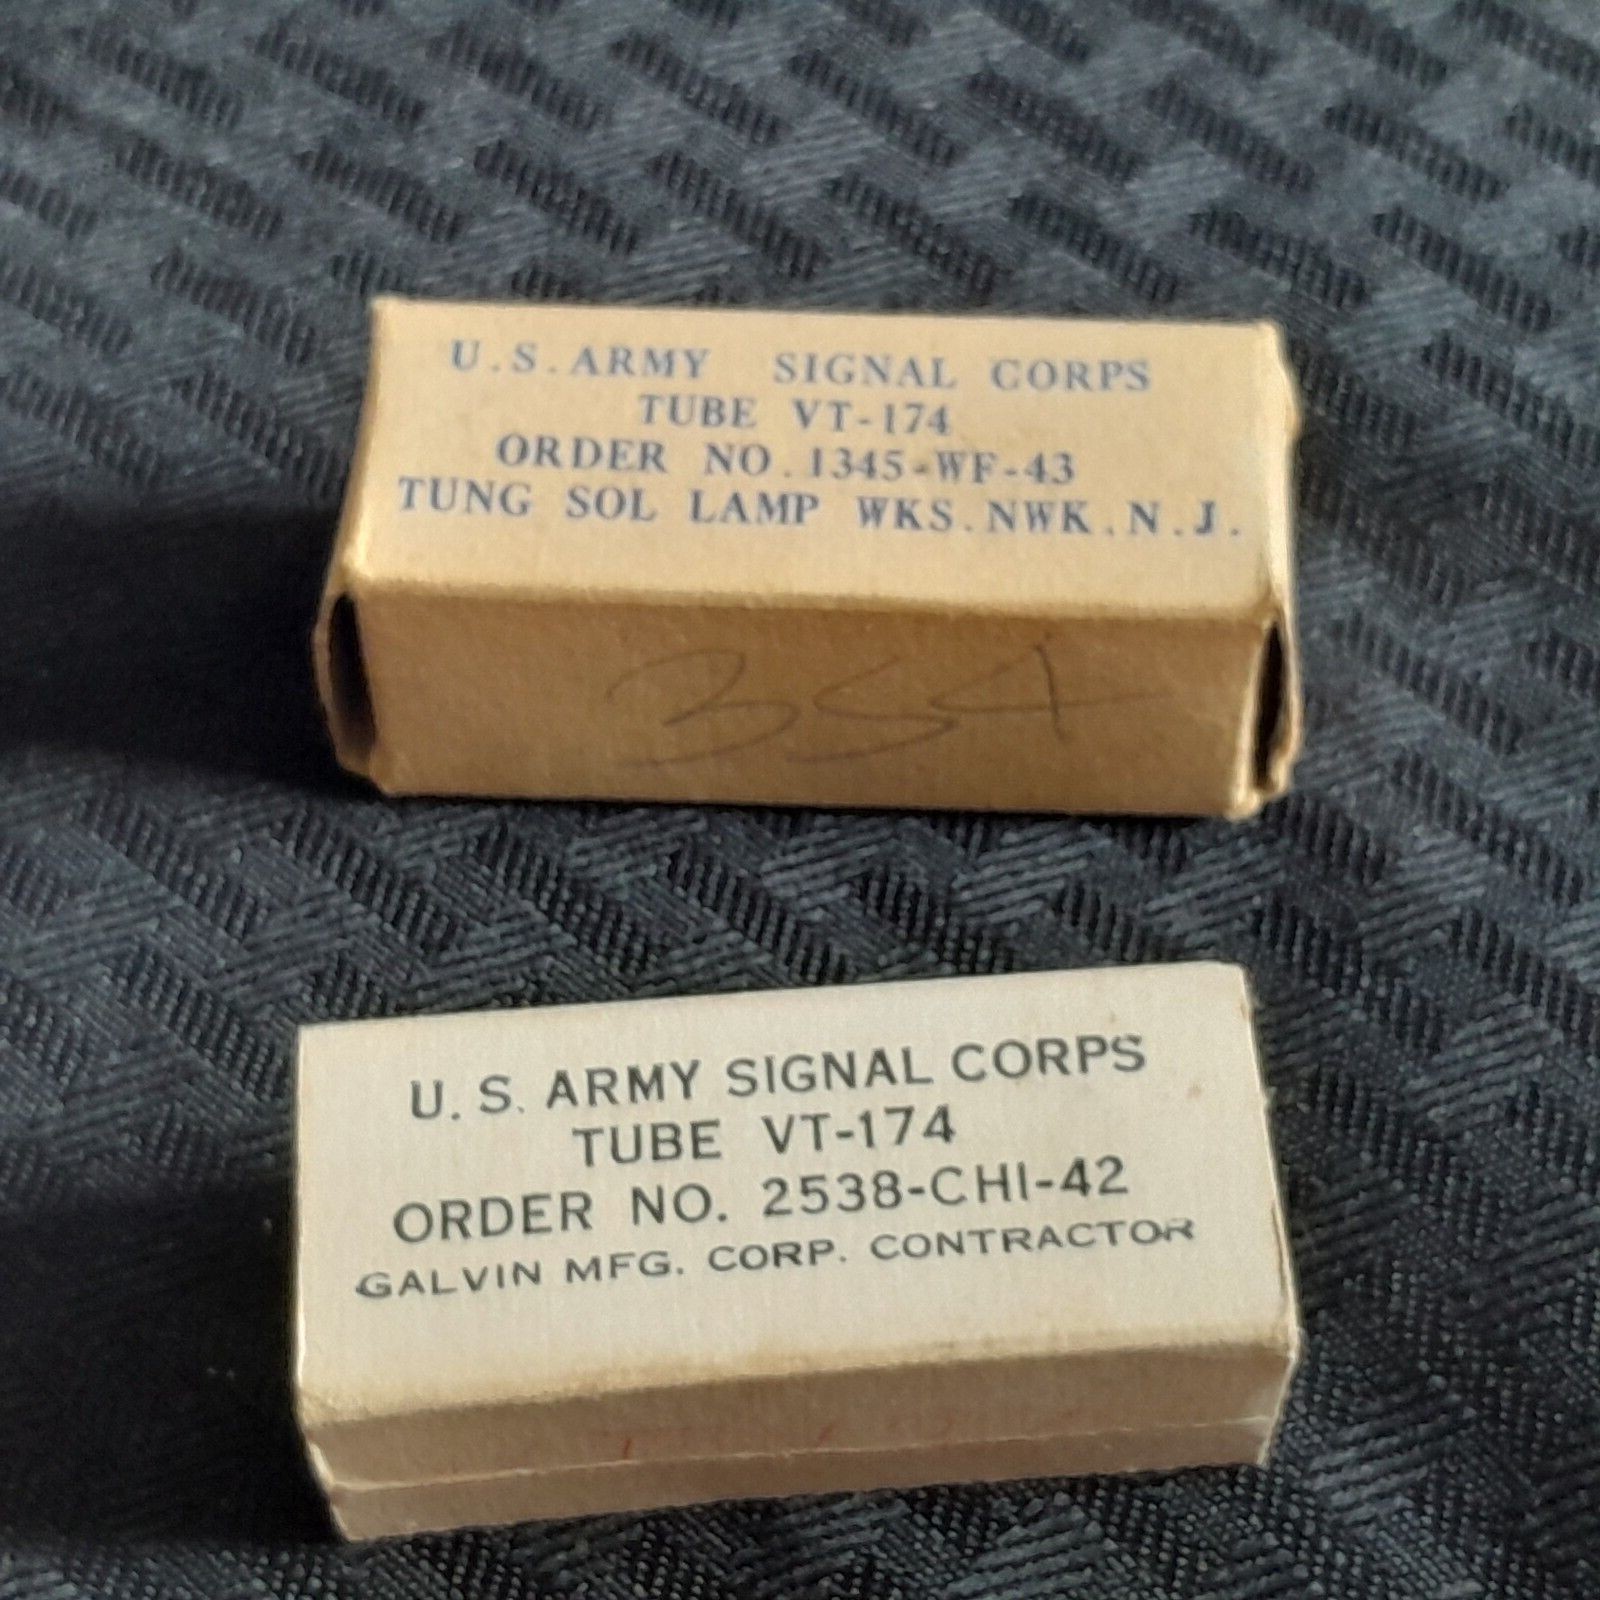 U.S. ARMY SIGNAL CORPS
TUBE VT-174
ORDER NO. 1345-WF-43
TUNG SOL LAMP WKS. NWK. N.J.
3S4
U. S. ARMY SIGNAL CORPS
TUBE VT-174
ORDER NO. 2538-CHI-42
GALVIN MFG. CORP. CONTRACTOR